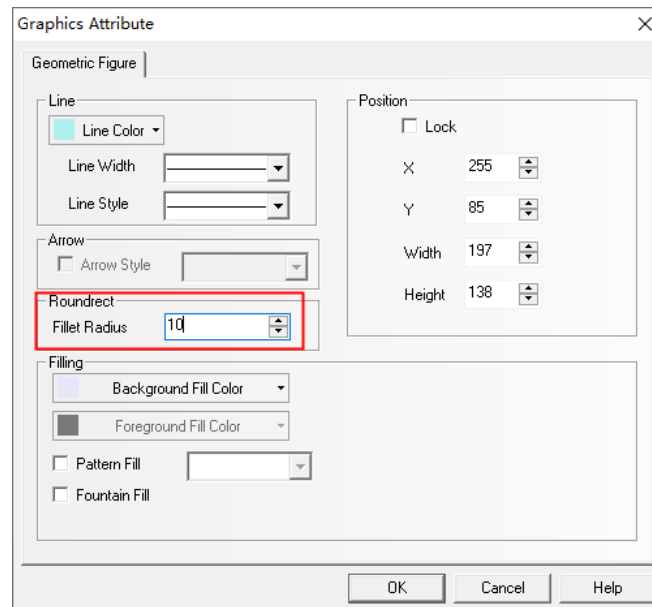 Graphics Attribute
Geometric Figure
Line
Line Color
Line Width
Line Style
Arrow
Arrow Style
Roundrect
Fillet Radius 10
Position
Lock
X 255
Y 85
Width 197
Height 138
Filling
Background Fill Color
Foreground Fill Color
Pattern Fill
Fountain Fill
OK Cancel Help